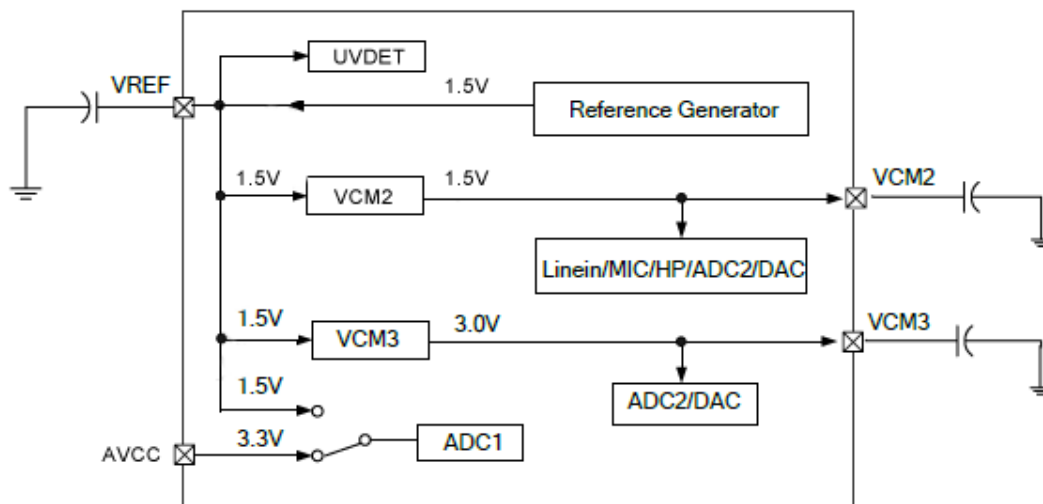 UVDET
VREF
1.5V
Reference Generator
1.5V
VCM2
1.5V
VCM2
Linein/MIC/HP/ADC2/DAC
1.5V
VCM3
3.0V
VCM3
1.5V
ADC2/DAC
AVCC
3.3V
ADC1